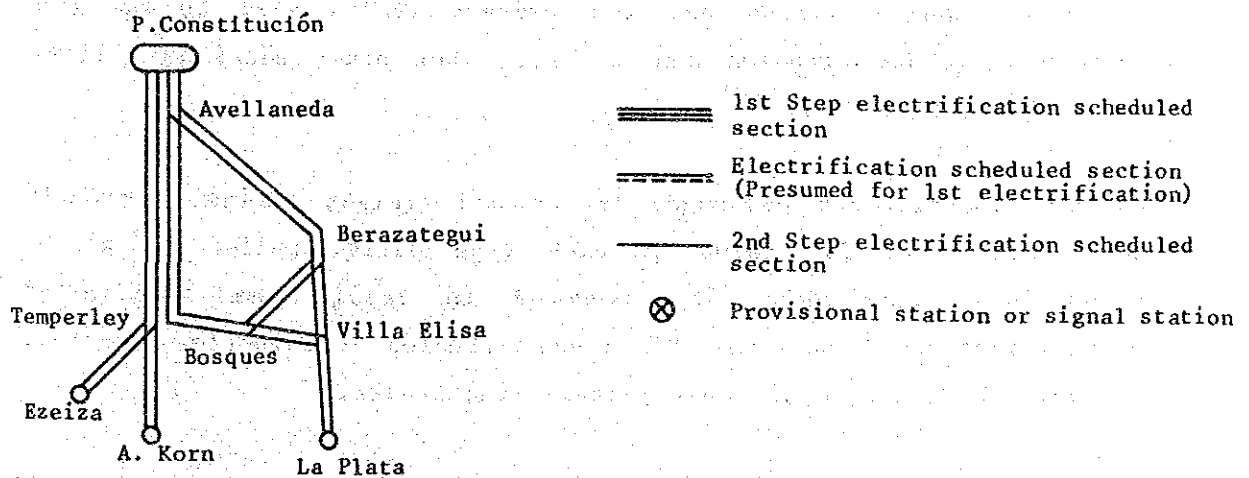 P.Constitución
Avellaneda
Berazategui
Temperley
Villa Elisa
Bosques
Ezeiza
A. Korn
La Plata
1st Step electrification scheduled
section
Electrification scheduled section
(Presumed for 1st electrification)
2nd Step electrification scheduled
section
Provisional station or signal station